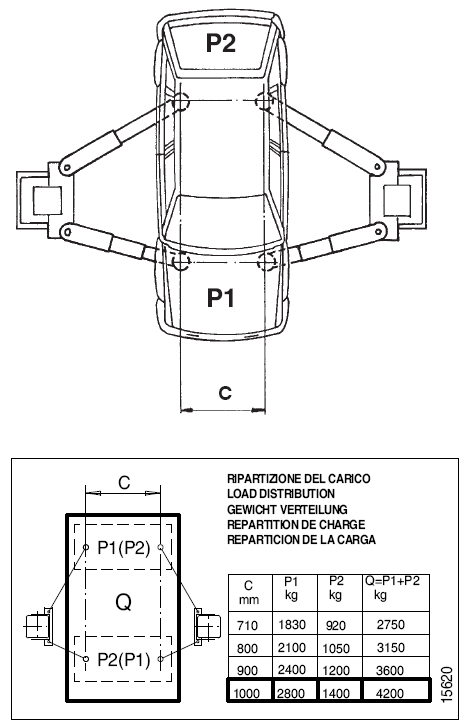 P2
P1
C
C
P1(P2)
Q
P2(P1)
RIPARTIZIONE DEL CARICO
LOAD DISTRIBUTION
GEWICHT VERTEILUNG
REPARTITION DE CHARGE
REPARTICION DE LA CARGA
C mm P1 kg P2 kg Q=P1+P2 kg
710 1830 920 2750
800 2100 1050 3150
900 2400 1200 3600
1000 2800 1400 4200
15620